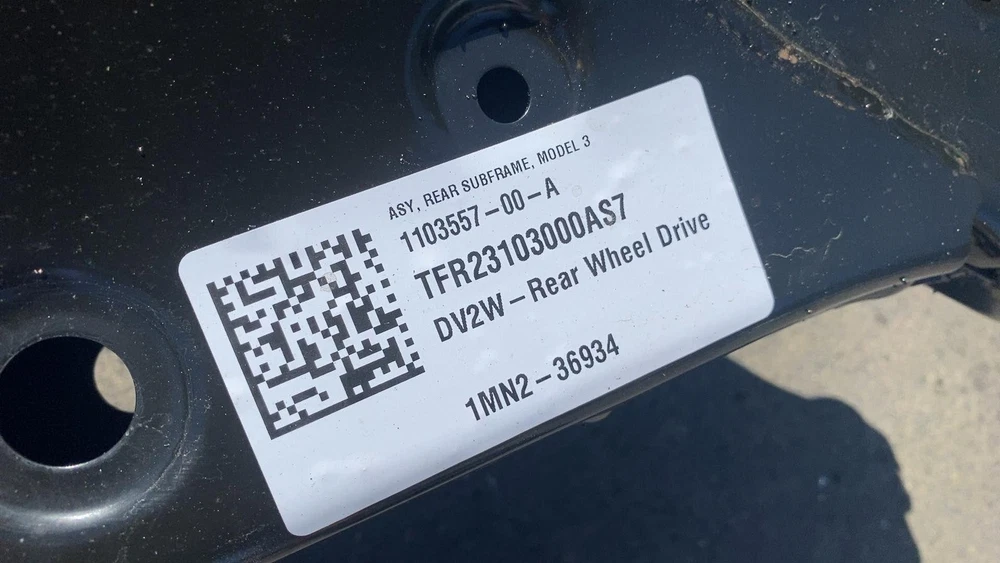 ASY, REAR SUBFRAME, MODEL 3
1103557-00-A
TFR23103000AS7
DV2W-Rear Wheel Drive
1MN2-36934